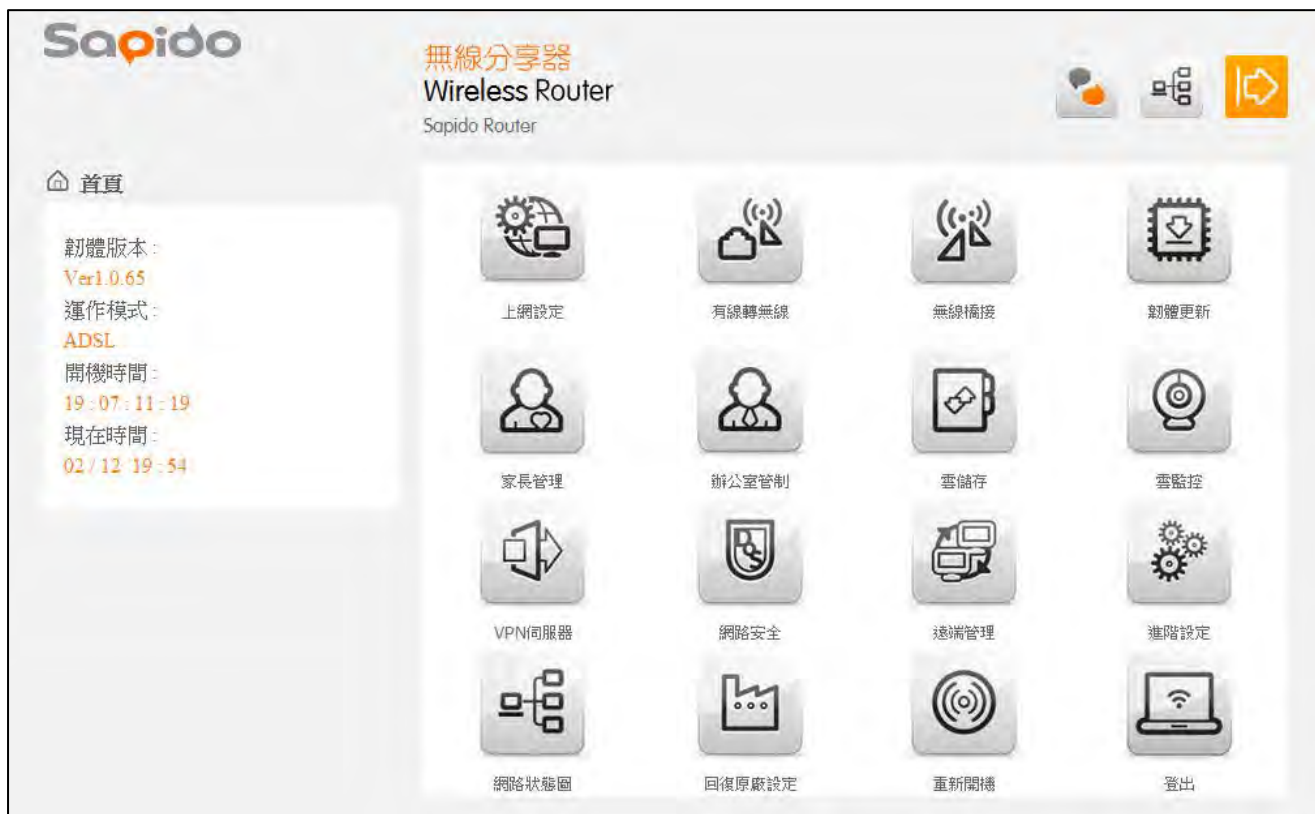 Sapido
無線分享器
Wireless Router
Sapido Router
首頁
韌體版本 :
Ver1.0.65
運作模式 :
ADSL
開機時間 :
19 : 07 : 11 : 19
現在時間 :
02 / 12 19 : 54
上網設定
有線轉無線
無線橋接
韌體更新
家長管理
辦公室管制
雲儲存
雲監控
DoS
VPN伺服器
網路安全
遠端管理
進階設定
網路狀態圖
回復原廠設定
重新開機
登出